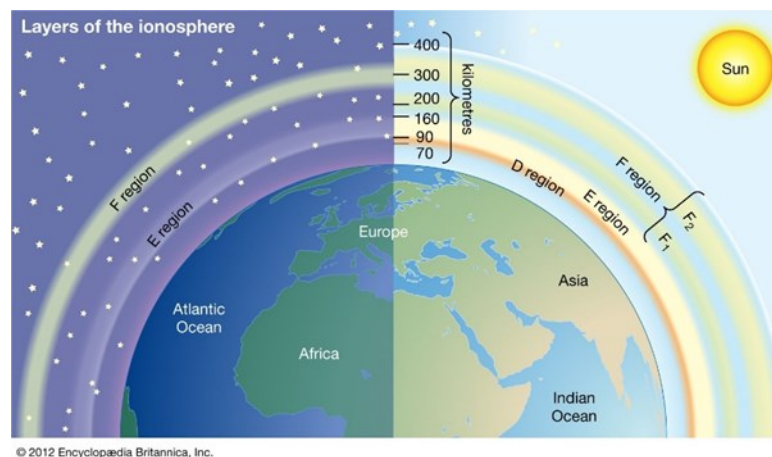 Layers of the ionosphere
400
300
200
160
90
70
kilometres
Sun
F region
E region
D region
E region
F region
F2
F1
Europe
Asia
Atlantic
Ocean
Africa
Indian
Ocean
© 2012 Encyclopædia Britannica, Inc.